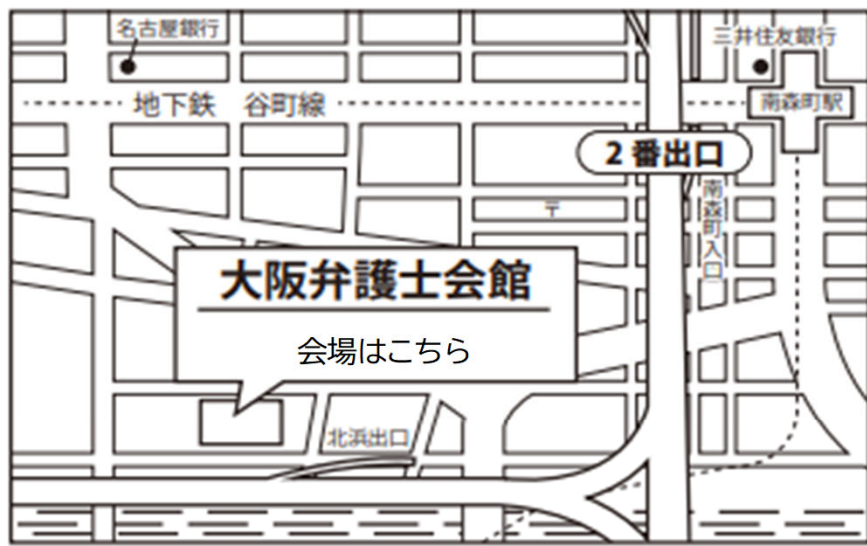 名古屋銀行
三井住友銀行
地下鉄 谷町線
南森町駅
2番出口
〒
南森町入口
大阪弁護士会館
会場はこちら
北浜出口